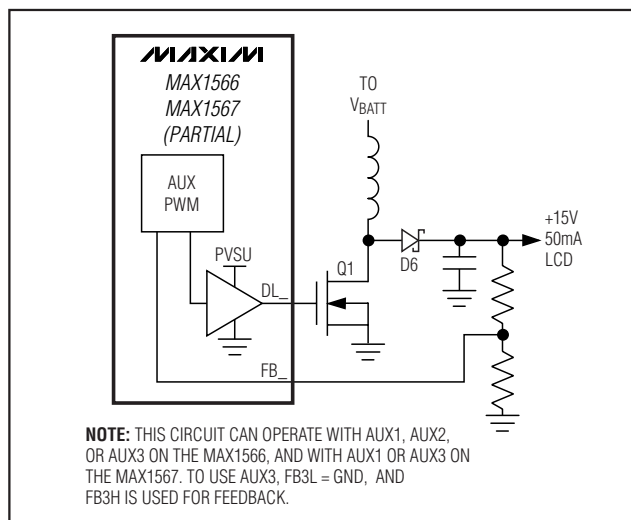 MAXIM
MAX1566
MAX1567
(PARTIAL)
AUX
PWM
PVSU
DL_
FB_
TO
VBATT
Q1
D6
+15V
50mA
LCD
NOTE: THIS CIRCUIT CAN OPERATE WITH AUX1, AUX2,
OR AUX3 ON THE MAX1566, AND WITH AUX1 OR AUX3 ON
THE MAX1567. TO USE AUX3, FB3L = GND, AND
FB3H IS USED FOR FEEDBACK.